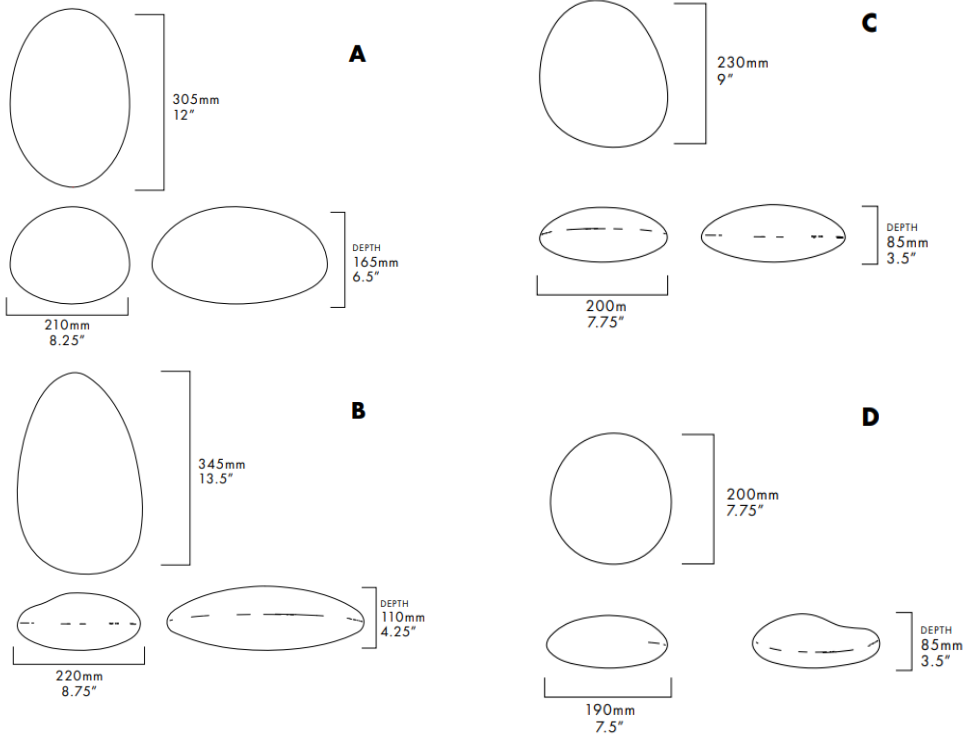 A
305mm
12”
DEPTH
165mm
6.5”
210mm
8.25”
C
230mm
9”
DEPTH
85mm
3.5”
200m
7.75”
B
345mm
13.5”
DEPTH
110mm
4.25”
220mm
8.75”
D
200mm
7.75”
DEPTH
85mm
3.5”
190mm
7.5”